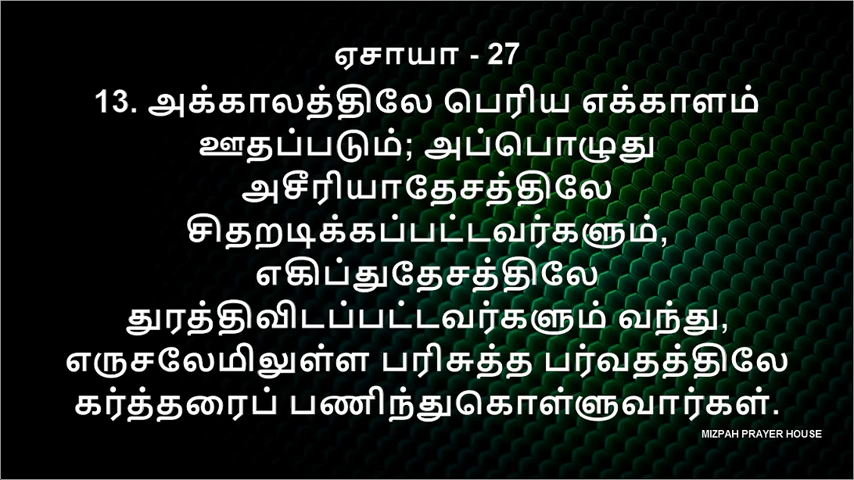 ஏசாயா - 27
13. அக்காலத்திலே பெரிய எக்காளம்
ஊதப்படும்; அப்பொழுது
அசீரியாதேசத்திலே
சிதறடிக்கப்பட்டவர்களும்,
எகிப்துதேசத்திலே
துரத்திவிடப்பட்டவர்களும் வந்து,
எருசலேமிலுள்ள பரிசுத்த பர்வதத்திலே
கர்த்தரைப் பணிந்துகொள்ளுவார்கள்.
MIZPAH PRAYER HOUSE